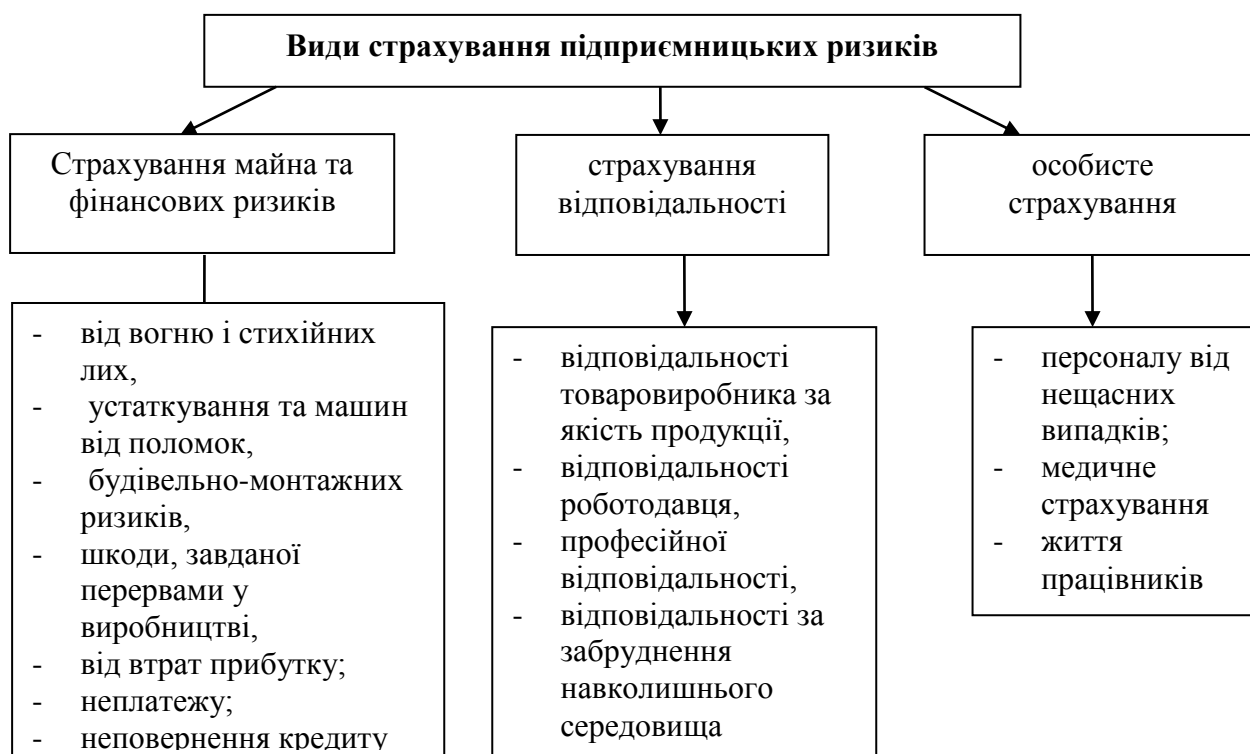 Види страхування підприємницьких ризиків
Страхування майна та
фінансових ризиків
страхування
відповідальності
особисте
страхування
- від вогню і стихійних
лих,
- устаткування та машин
від поломок,
- будівельно-монтажних
ризиків,
- шкоди, завданої
перервами у
виробництві,
- від втрат прибутку;
- неплатежу;
- неповернення кредиту
- відповідальності
товаровиробника за
якість продукції,
- відповідальності
роботодавця,
- професійної
відповідальності,
- відповідальності за
забруднення
навколишнього
середовища
- персоналу від
нещасних
випадків;
- медичне
страхування
- життя
працівників